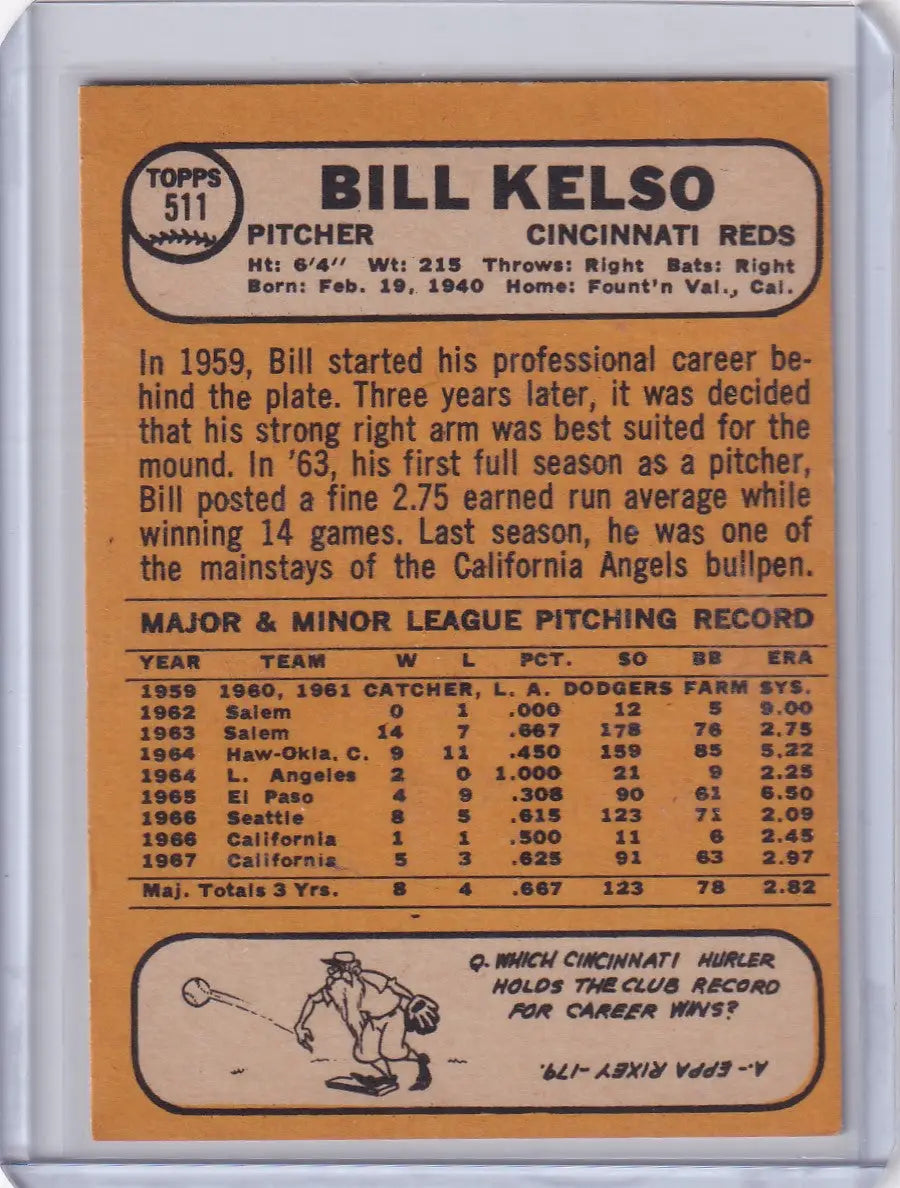 TOPPS
511
BILL KELSO
PITCHER CINCINNATI REDS
Ht: 6'4" Wt: 215 Throws: Right Bats: Right
Born: Feb. 19, 1940 Home: Fount'n Val., Cal.
In 1959, Bill started his professional career be-
hind the plate. Three years later, it was decided
that his strong right arm was best suited for the
mound. In '63, his first full season as a pitcher,
Bill posted a fine 2.75 earned run average while
winning 14 games. Last season, he was one of
the mainstays of the California Angels bullpen.
MAJOR & MINOR LEAGUE PITCHING RECORD
YEAR TEAM W L PCT. SO BB ERA
1959 1960, 1961 CATCHER, L. A. DODGERS FARM SYS.
1962 Salem 0 1 .000 12 5 9.00
1963 Salem 14 7 .667 178 76 2.75
1964 Haw-Okla. C. 9 11 .450 159 85 5.22
1964 L. Angeles 2 0 1.000 21 9 2.25
1965 El Paso 4 9 .308 90 61 6.50
1966 Seattle 8 5 .615 123 71 2.09
1966 California 1 1 .500 11 6 2.45
1967 California 5 3 .625 91 63 2.97
Maj. Totals 3 Yrs. 8 4 .667 123 78 2.82
Q. WHICH CINCINNATI HURLER
HOLDS THE CLUB RECORD
FOR CAREER WINS?
A-- EPPA RIXEY-179.